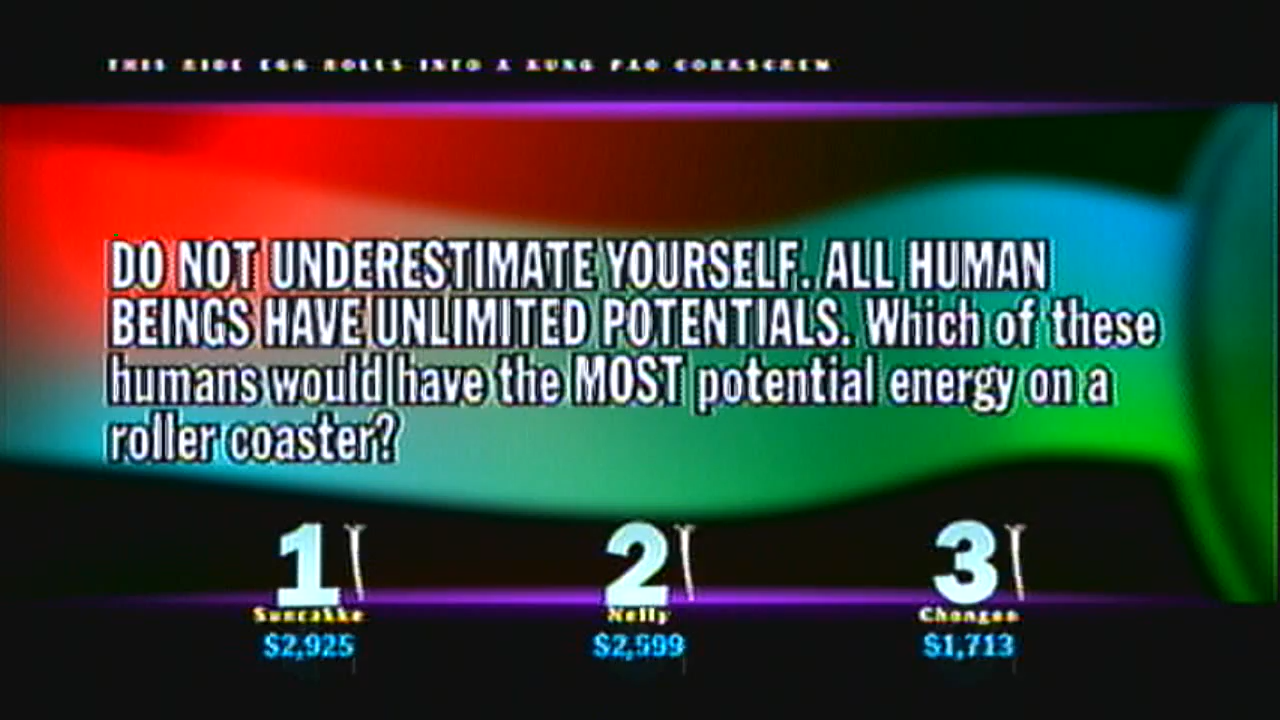 THIS RIDE EGG ROLLS INTO A KUNG PAO CORKSCREW
DO NOT UNDERESTIMATE YOURSELF. ALL HUMAN
BEINGS HAVE UNLIMITED POTENTIALS. Which of these
humans would have the MOST potential energy on a
roller coaster?
1 2 3
Nelly
$2,925 $2,599 $1,713